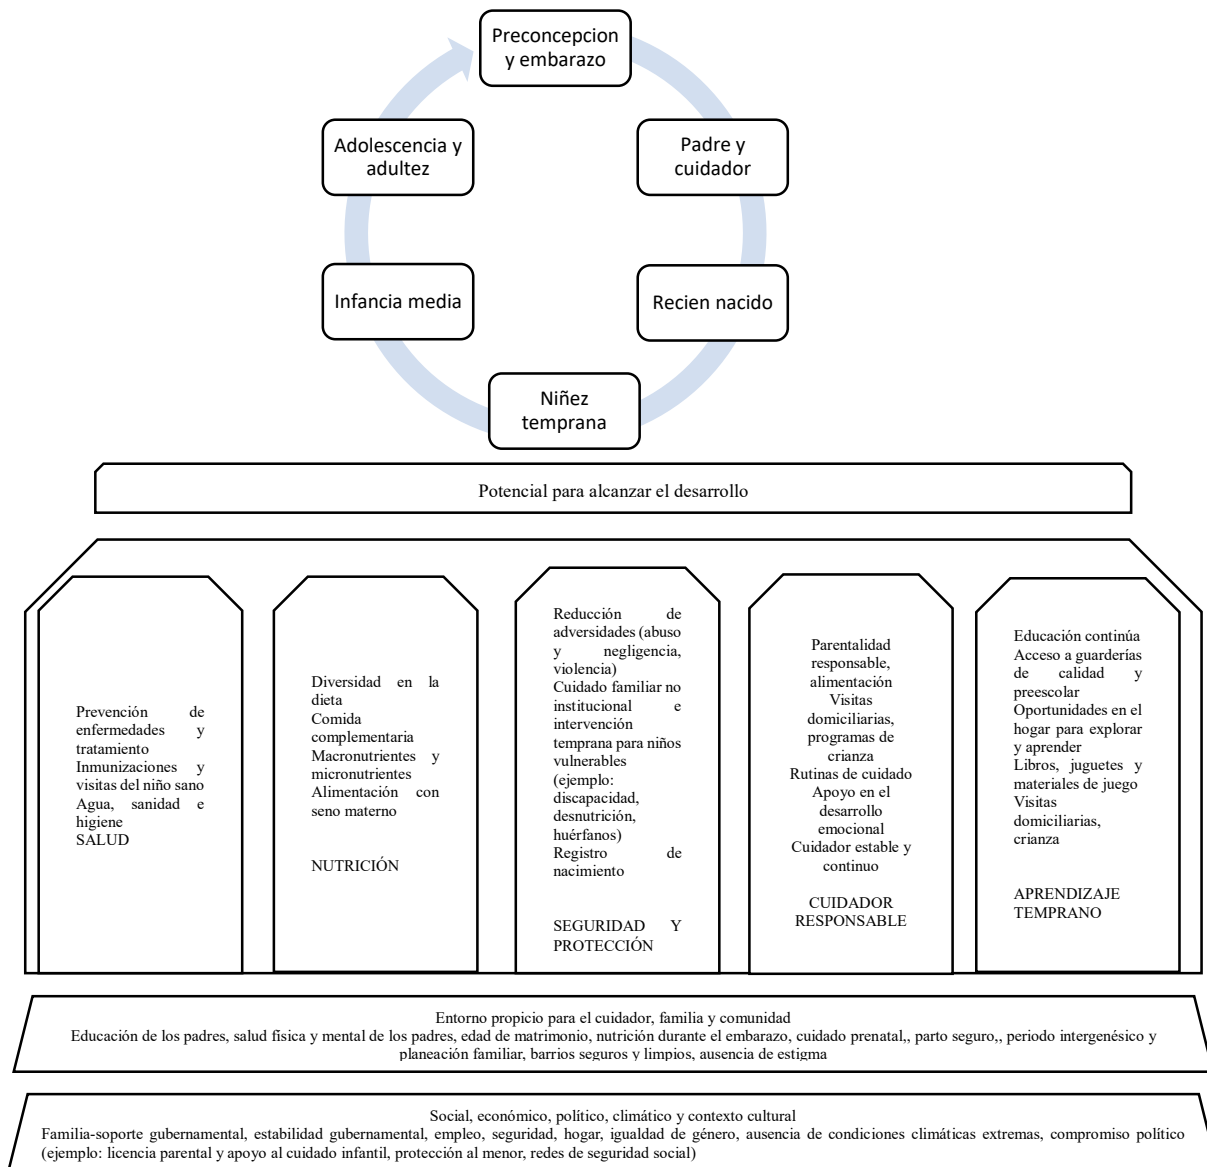 Preconcepcion
y embarazo
Padre y
cuidador
Recien nacido
Niñez
temprana
Infancia media
Adolescencia y
adultez
Potencial para alcanzar el desarrollo
Prevención de
enfermedades y
tratamiento
Inmunizaciones y
visitas del niño sano
Agua, sanidad e
higiene
SALUD
Diversidad en la
dieta
Comida
complementaria
Macronutrientes y
micronutrientes
Alimentación con
seno materno
NUTRICIÓN
Reducción de
adversidades (abuso
y negligencia,
violencia)
Cuidado familiar no
institucional e
intervención
temprana para niños
vulnerables
(ejemplo:
discapacidad,
desnutrición,
huérfanos)
Registro de
nacimiento
SEGURIDAD Y
PROTECCIÓN
Parentalidad
responsable,
alimentación
Visitas
domiciliarias,
programas de
crianza
Rutinas de cuidado
Apoyo en el
desarrollo
emocional
Cuidador estable y
continuo
CUIDADOR
RESPONSABLE
Educación continúa
Acceso a guarderías
de calidad y
preescolar
Oportunidades en el
hogar para explorar
y aprender
Libros, juguetes y
materiales de juego
Visitas
domiciliarias,
crianza
APRENDIZAJE
TEMPRANO
Entorno propicio para el cuidador, familia y comunidad
Educación de los padres, salud física y mental de los padres, edad de matrimonio, nutrición durante el embarazo, cuidado prenatal,, parto seguro,, periodo intergenésico y
planeación familiar, barrios seguros y limpios, ausencia de estigma
Social, económico, político, climático y contexto cultural
Familia-soporte gubernamental, estabilidad gubernamental, empleo, seguridad, hogar, igualdad de género, ausencia de condiciones climáticas extremas, compromiso político
(ejemplo: licencia parental y apoyo al cuidado infantil, protección al menor, redes de seguridad social)